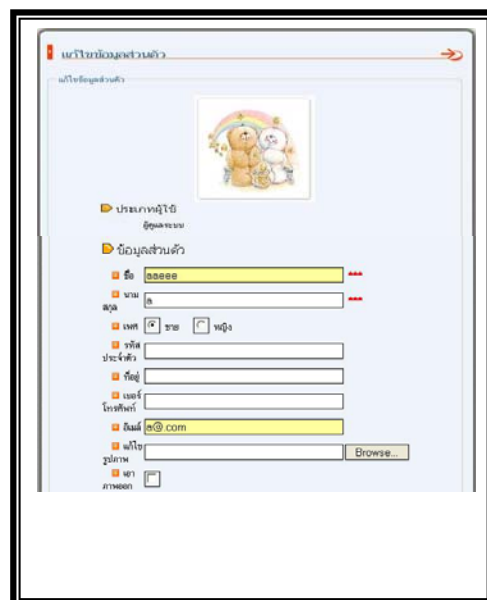 แก้ไขข้อมูลส่วนตัว
แก้ไขข้อมูลส่วนตัว
ประเภทผู้ใช้
ผู้ดูแลระบบ
ข้อมูลส่วนตัว
ชื่อ aaeee ***
นาม
สกุล a ***
เพศ ชาย หญิง
รหัส
ประจำตัว
ที่อยู่
เบอร์
โทรศัพท์
อีเมล์ a@.com
แก้ไข
รูปภาพ Browse...
เอา
ภาพออก